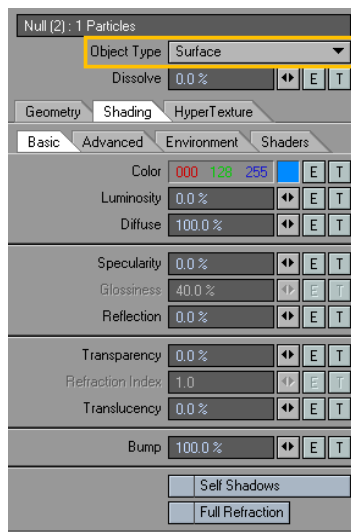 Null (2) : 1 Particles
Object Type Surface
Dissolve 0.0 % E T
Geometry Shading HyperTexture
Basic Advanced Environment Shaders
Color 000 128 255 E T
Luminosity 0.0 % E T
Diffuse 100.0 % E T
Specularity 0.0 % E T
Glossiness 40.0 % E T
Reflection 0.0 % E T
Transparency 0.0 % E T
Refraction Index 1.0 E T
Translucency 0.0 % E T
Bump 100.0 % E T
Self Shadows
Full Refraction